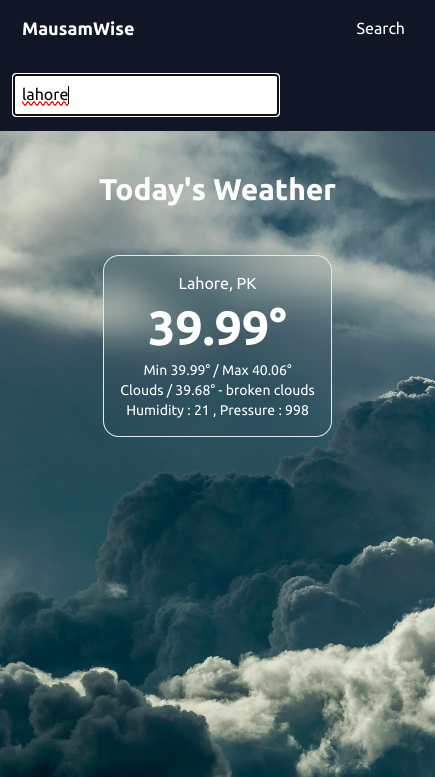 MausamWise
Search
lahore
Today's Weather
Lahore, PK
39.99°
Min 39.99° / Max 40.06°
Clouds / 39.68° - broken clouds
Humidity : 21 , Pressure : 998